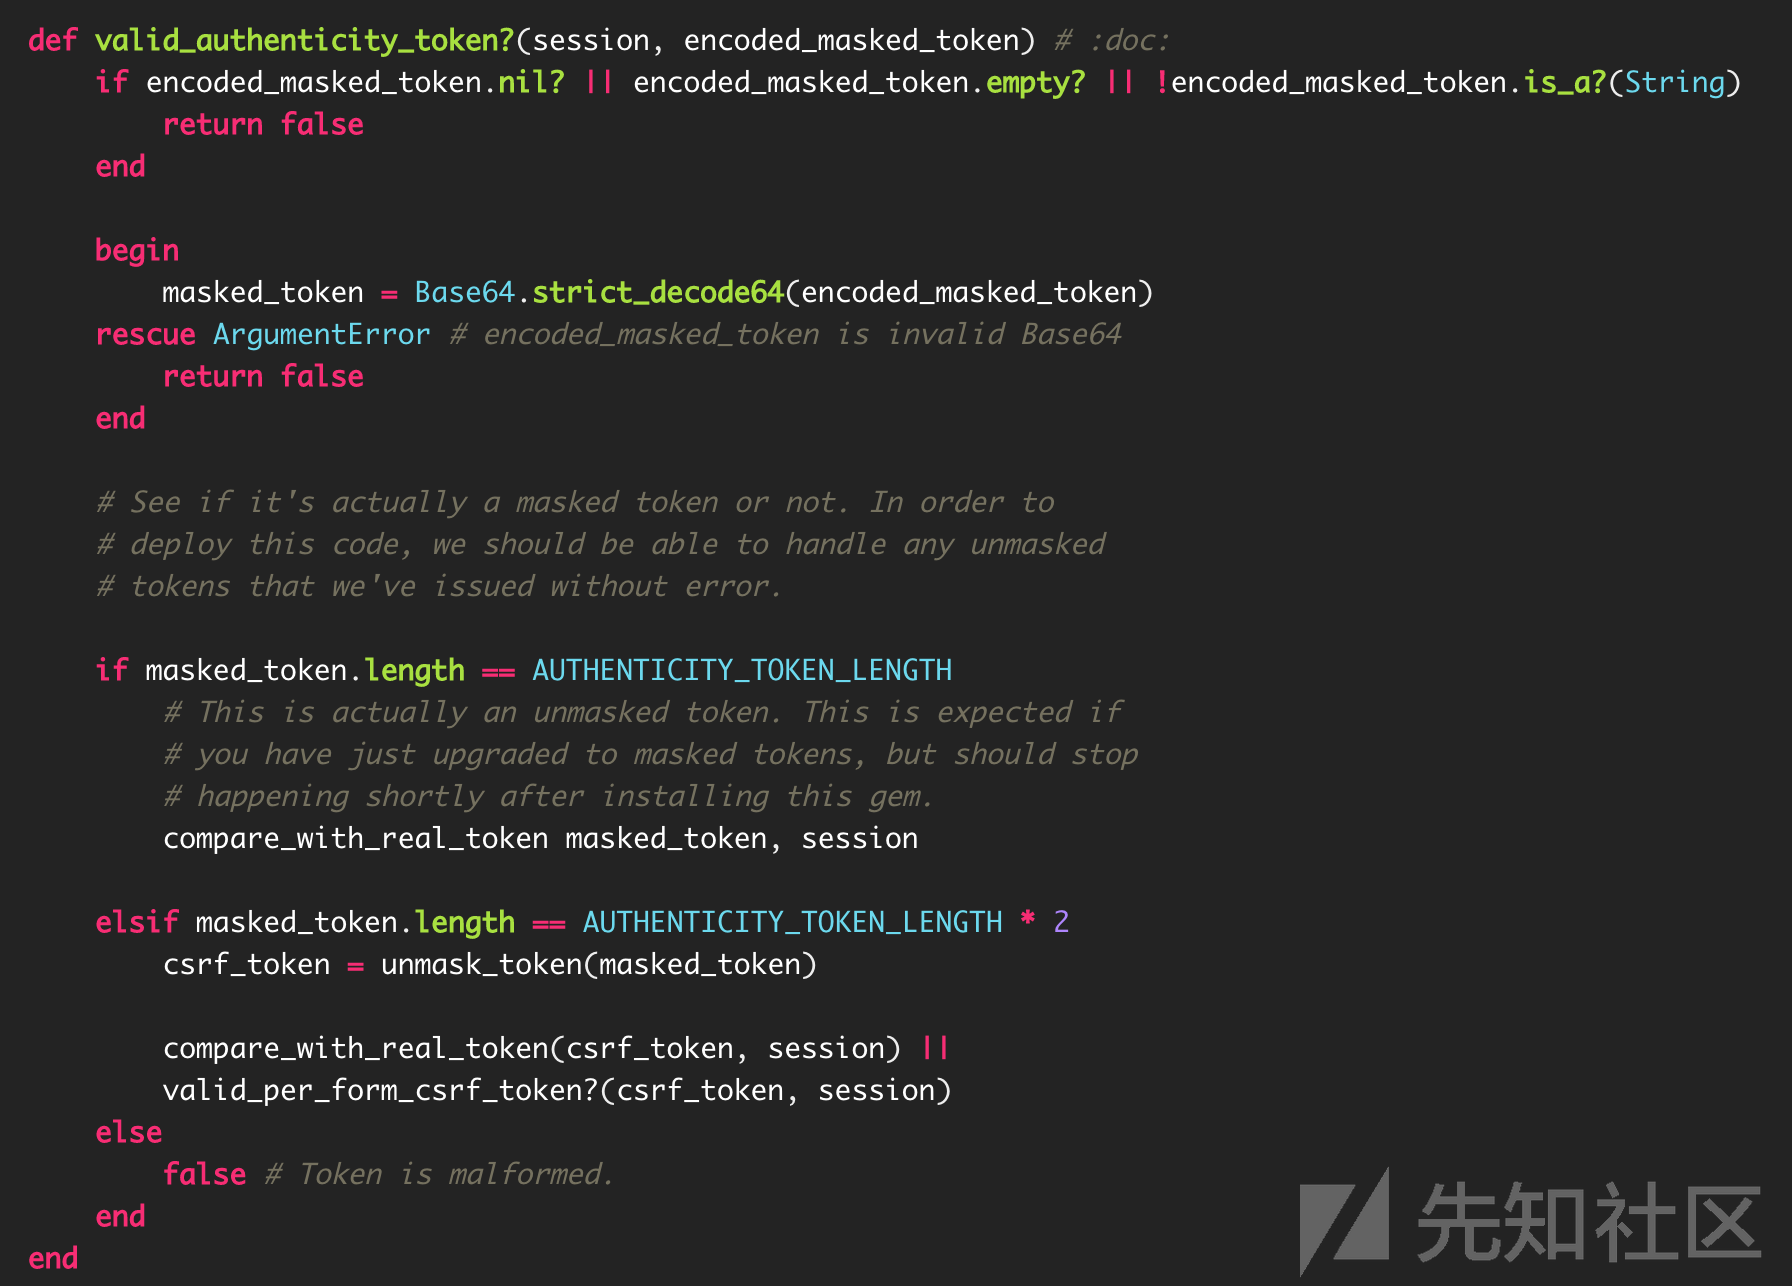 def valid_authenticity_token?(session, encoded_masked_token) # :doc:
    if encoded_masked_token.nil? || encoded_masked_token.empty? || !encoded_masked_token.is_a?(String)
        return false
    end

    begin
        masked_token = Base64.strict_decode64(encoded_masked_token)
    rescue ArgumentError # encoded_masked_token is invalid Base64
        return false
    end

    # See if it's actually a masked token or not. In order to
    # deploy this code, we should be able to handle any unmasked
    # tokens that we've issued without error.

    if masked_token.length == AUTHENTICITY_TOKEN_LENGTH
        # This is actually an unmasked token. This is expected if
        # you have just upgraded to masked tokens, but should stop
        # happening shortly after installing this gem.
        compare_with_real_token masked_token, session

    elsif masked_token.length == AUTHENTICITY_TOKEN_LENGTH * 2
        csrf_token = unmask_token(masked_token)

        compare_with_real_token(csrf_token, session) ||
        valid_per_form_csrf_token?(csrf_token, session)
    else
        false # Token is malformed.
    end
end
先知社区